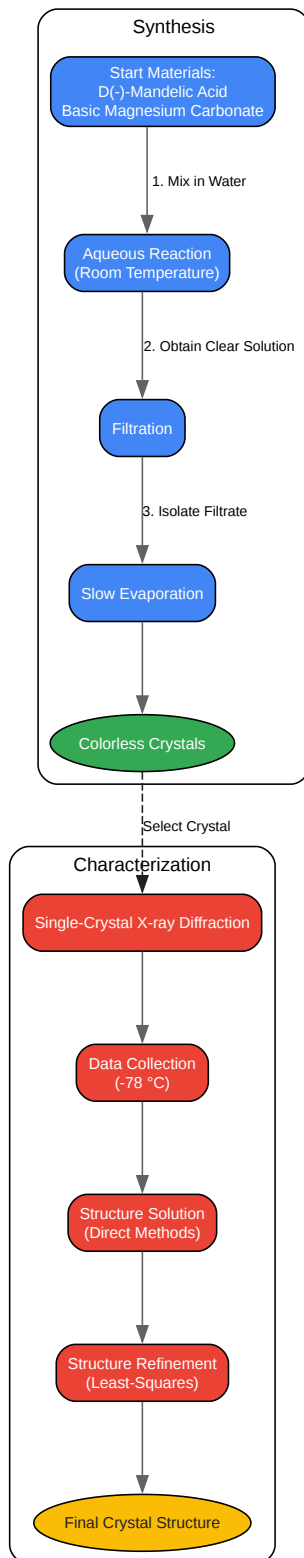 Synthesis
Start Materials:
D(-)-Mandelic Acid
Basic Magnesium Carbonate
1. Mix in Water
Aqueous Reaction
(Room Temperature)
2. Obtain Clear Solution
Filtration
3. Isolate Filtrate
Slow Evaporation
Colorless Crystals
Select Crystal
Characterization
Single-Crystal X-ray Diffraction
Data Collection
(-78 °C)
Structure Solution
(Direct Methods)
Structure Refinement
(Least-Squares)
Final Crystal Structure